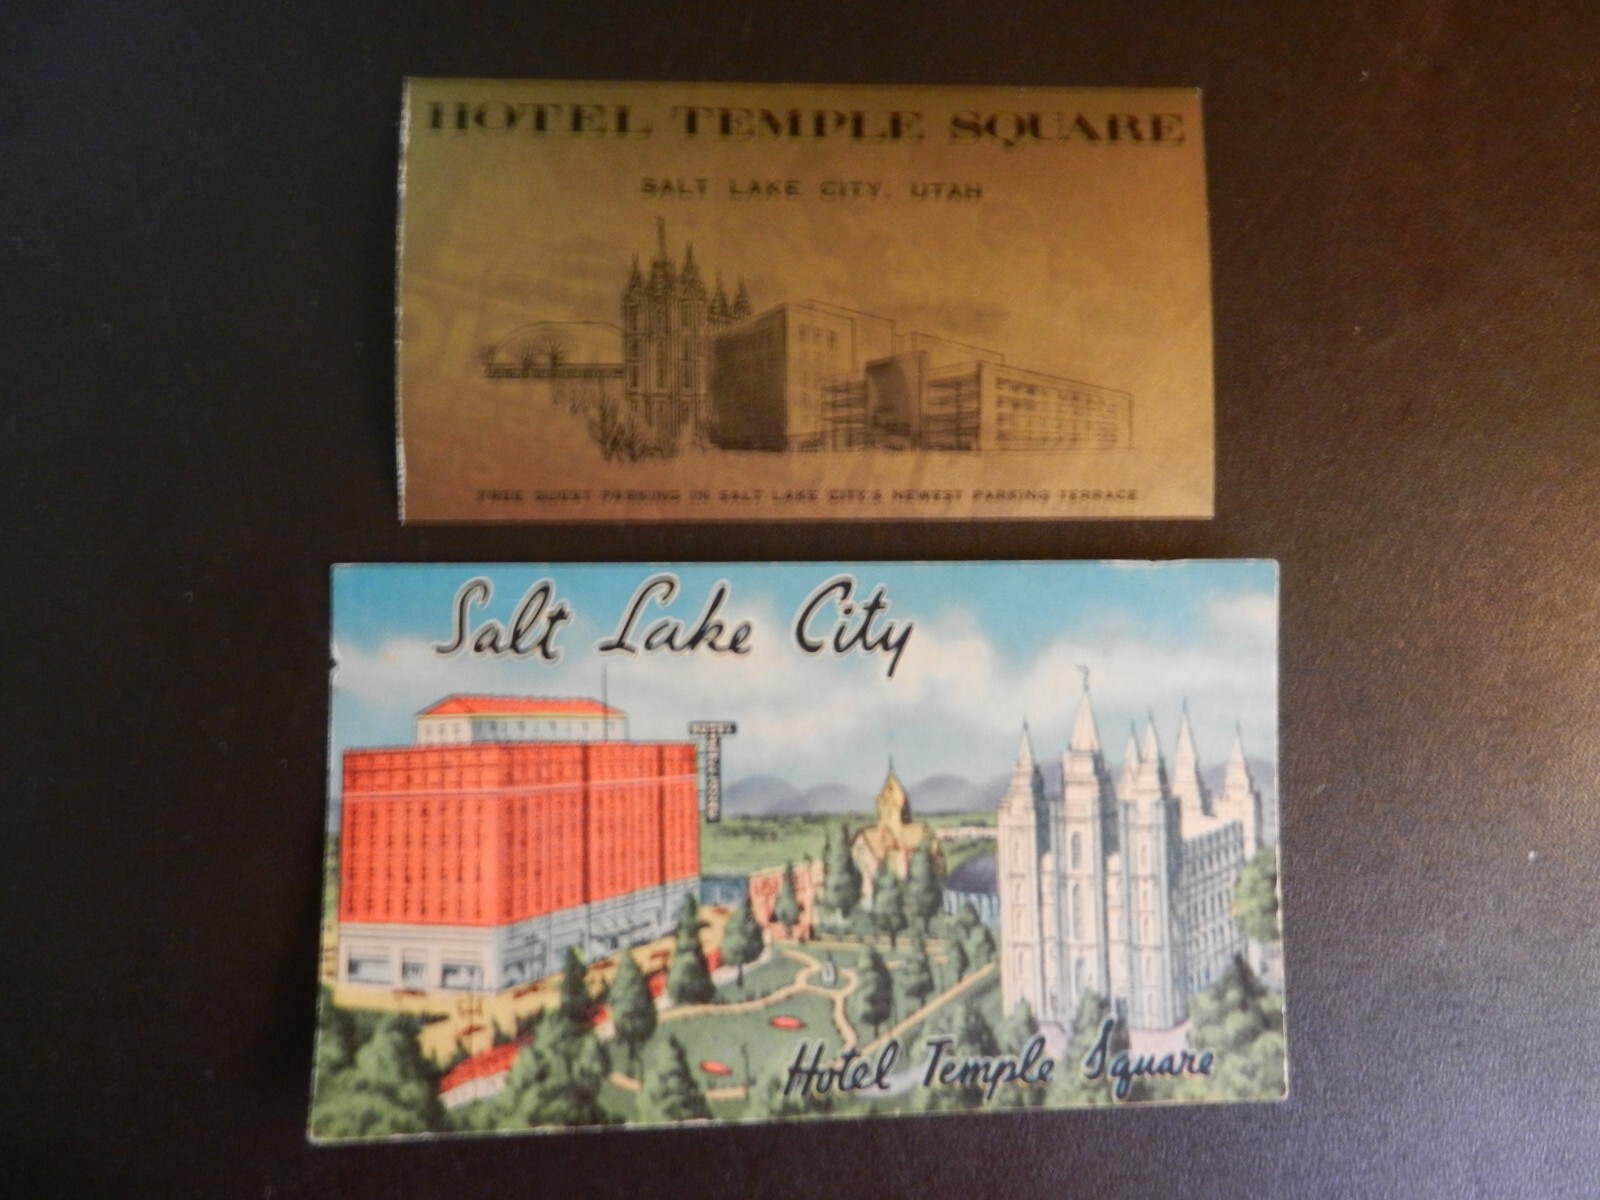 HOTEL TEMPLE SQUARE
SALT LAKE CITY, UTAH
FREE GUEST PARKING IN SALT LAKE CITY'S NEWEST PARKING TERRACE
Salt Lake City
HOTEL
Hotel Temple Square